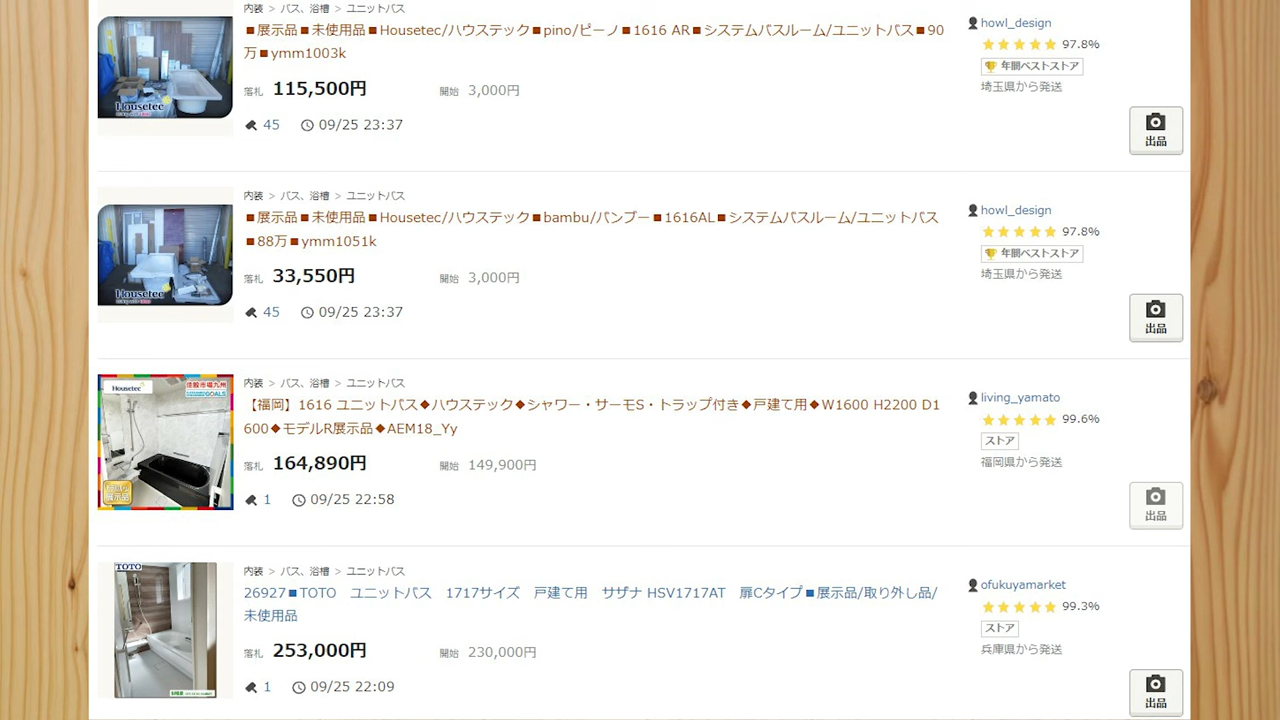 内装 > バス、浴槽 > ユニットバス
■展示品■未使用品■Housetec/ハウステック■pino/ピーノ■1616 AR■システムバスルーム/ユニットバス■90
万■ymm1003k
落札 115,500円 開始 3,000円
45 09/25 23:37
howl_design
97.8%
年間ベストストア
埼玉県から発送
出品
Housetec
内装 > バス、浴槽 > ユニットバス
■展示品■未使用品■Housetec/ハウステック■bambu/バンブー■1616AL■システムバスルーム/ユニットバス
■88万■ymm1051k
落札 33,550円 開始 3,000円
45 09/25 23:37
howl_design
97.8%
年間ベストストア
埼玉県から発送
出品
Housetec
内装 > バス、浴槽 > ユニットバス
【福岡】1616 ユニットバス◆ハウステック◆シャワー・サーモS・トラップ付き◆戸建て用◆W1600 H2200 D1
600◆モデルR展示品◆AEM18_Yy
落札 164,890円 開始 149,900円
1 09/25 22:58
living_yamato
99.6%
ストア
福岡県から発送
出品
Housetec
住設市場九州
GOALS
展示品
内装 > バス、浴槽 > ユニットバス
26927■TOTO ユニットバス 1717サイズ 戸建て用 サザナ HSV1717AT 扉Cタイプ■展示品/取り外し品/
未使用品
落札 253,000円 開始 230,000円
1 09/25 22:09
ofukuyamarket
99.3%
ストア
兵庫県から発送
出品
TOTO